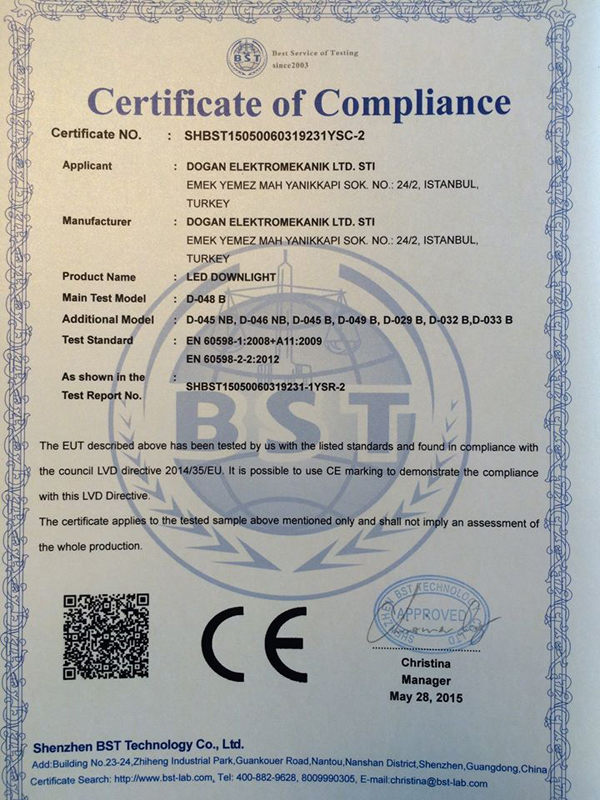 BST
Best Service of Testing
since2003
Certificate of Compliance
Certificate NO. : SHBST15050060319231YSC-2
Applicant : DOGAN ELEKTROMEKANIK LTD. STI
EMEK YEMEZ MAH YANIKKAPI SOK. NO.: 24/2, ISTANBUL,
TURKEY
Manufacturer : DOGAN ELEKTROMEKANIK LTD. STI
EMEK YEMEZ MAH YANIKKAPI SOK. NO.: 24/2, ISTANBUL,
TURKEY
Product Name : LED DOWNLIGHT
Main Test Model : D-048 B
Additional Model : D-045 NB, D-046 NB, D-045 B, D-049 B, D-029 B, D-032 B,D-033 B
Test Standard : EN 60598-1:2008+A11:2009
EN 60598-2-2:2012
As shown in the :
Test Report No. SHBST15050060319231-1YSR-2
BST
The EUT described above has been tested by us with the listed standards and found in compliance with
the council LVD directive 2014/35/EU. It is possible to use CE marking to demonstrate the compliance
with this LVD Directive.
The certificate applies to the tested sample above mentioned only and shall not imply an assessment of
the whole production.
CE
SHENZHEN BST TECHNOLOGY CO LTD
APPROVED
Christina
Manager
May 28, 2015
Shenzhen BST Technology Co., Ltd.
Add:Building No.23-24,Zhiheng Industrial Park,Guankouer Road,Nantou,Nanshan District,Shenzhen,Guangdong,China
Certificate Search: http://www.bst-lab.com, Tel: 400-882-9628, 8009990305, E-mail:christina@bst-lab.com